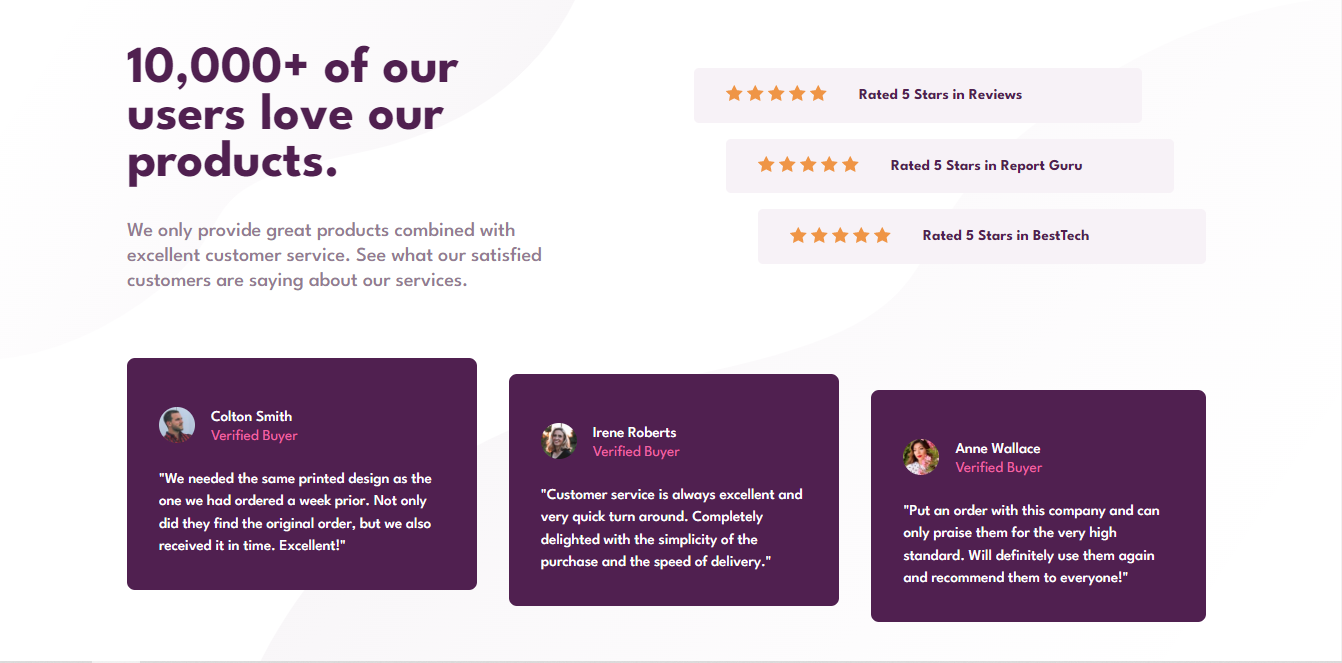 10,000+ of our
users love our
products.
We only provide great products combined with
excellent customer service. See what our satisfied
customers are saying about our services.
Rated 5 Stars in Reviews
Rated 5 Stars in Report Guru
Rated 5 Stars in BestTech
Colton Smith
Verified Buyer
"We needed the same printed design as the
one we had ordered a week prior. Not only
did they find the original order, but we also
received it in time. Excellent!"
Irene Roberts
Verified Buyer
"Customer service is always excellent and
very quick turn around. Completely
delighted with the simplicity of the
purchase and the speed of delivery."
Anne Wallace
Verified Buyer
"Put an order with this company and can
only praise them for the very high
standard. Will definitely use them again
and recommend them to everyone!"